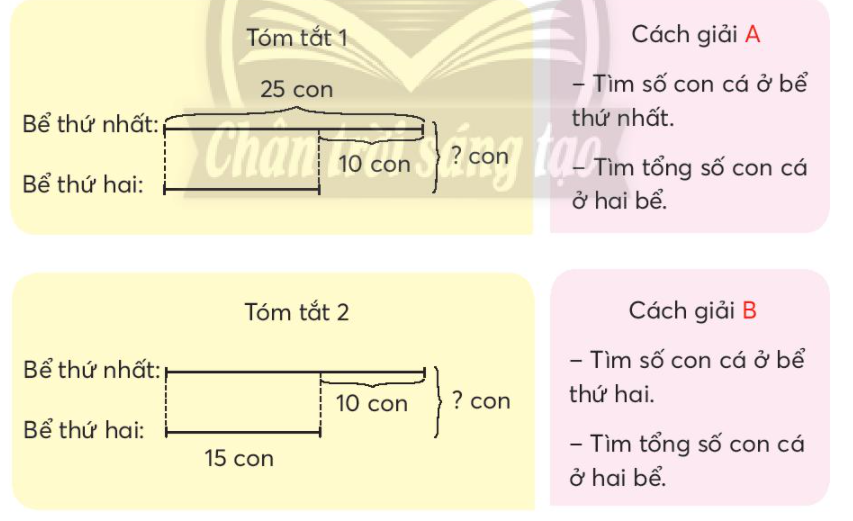 Tóm tắt 1
25 con
Bể thứ nhất:
10 con
? con
Bể thứ hai:
Cách giải A
– Tìm số con cá ở bể
thứ nhất.
– Tìm tổng số con cá
ở hai bể.
Chân trời sáng tạo
Tóm tắt 2
Bể thứ nhất:
10 con
? con
Bể thứ hai:
15 con
Cách giải B
– Tìm số con cá ở bể
thứ hai.
– Tìm tổng số con cá
ở hai bể.